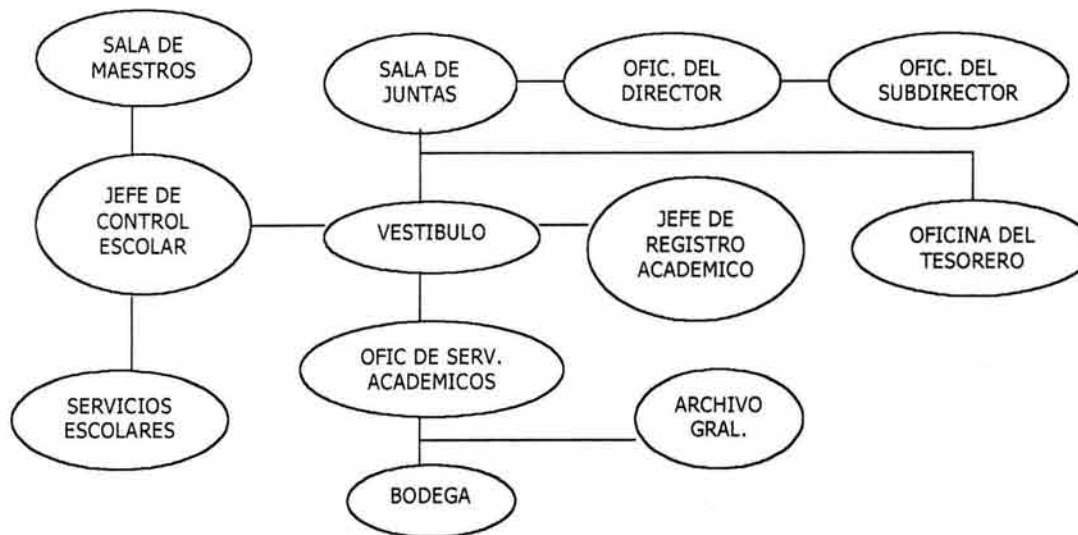 SALA DE
MAESTROS
SALA DE
JUNTAS
OFIC. DEL
DIRECTOR
OFIC. DEL
SUBDIRECTOR
JEFE DE
CONTROL
ESCOLAR
VESTIBULO
JEFE DE
REGISTRO
ACADEMICO
OFICINA DEL
TESORERO
OFIC DE SERV.
ACADEMICOS
SERVICIOS
ESCOLARES
ARCHIVO
GRAL.
BODEGA